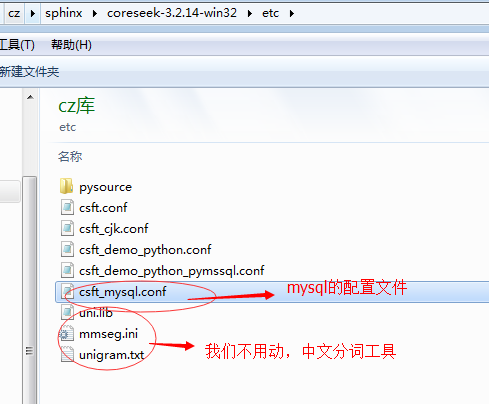 cz ▸ sphinx ▸ coreseek-3.2.14-win32 ▸ etc ▸
工具(T) 帮助(H)
新建文件夹
cz库
etc
名称
pysource
csft.conf
csft_cjk.conf
csft_demo_python.conf
csft_demo_python_pymssql.conf
csft_mysql.conf
mysql的配置文件
uni.lib
mmseg.ini
unigram.txt
我们不用动，中文分词工具